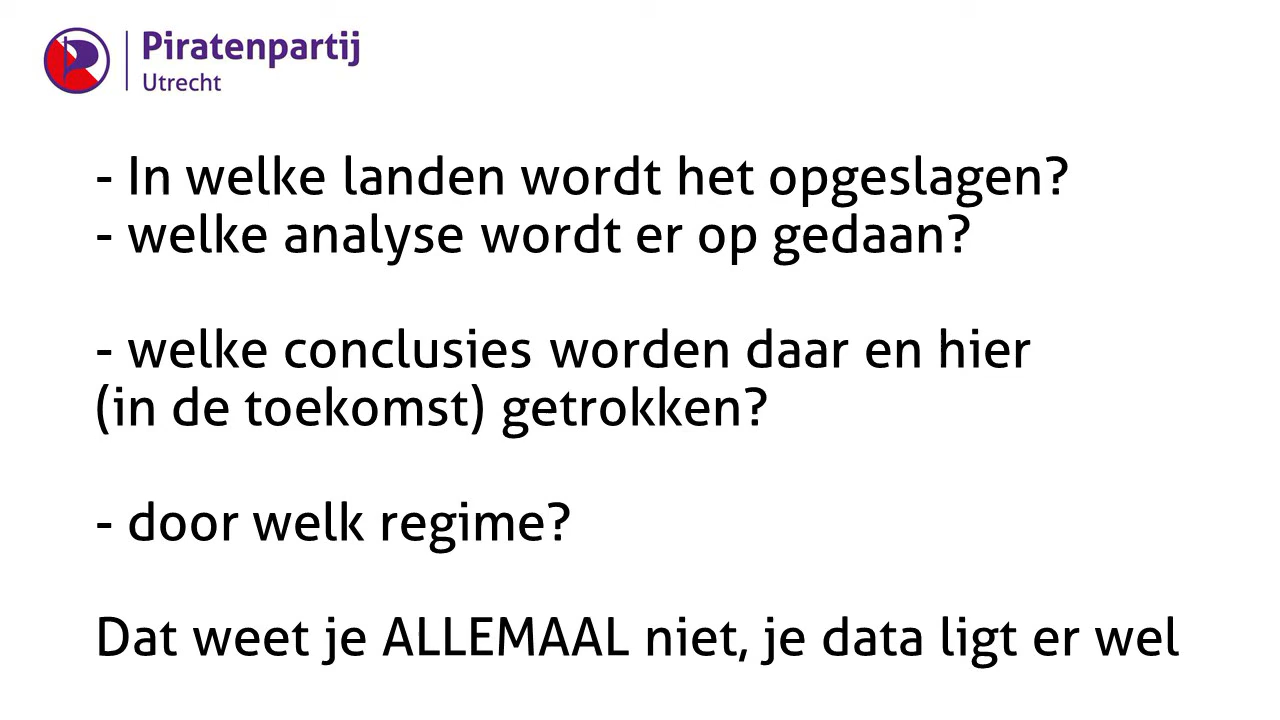 Piratenpartij
Utrecht
- In welke landen wordt het opgeslagen?
- welke analyse wordt er op gedaan?
- welke conclusies worden daar en hier
(in de toekomst) getrokken?
- door welk regime?
Dat weet je ALLEMAAL niet, je data ligt er wel